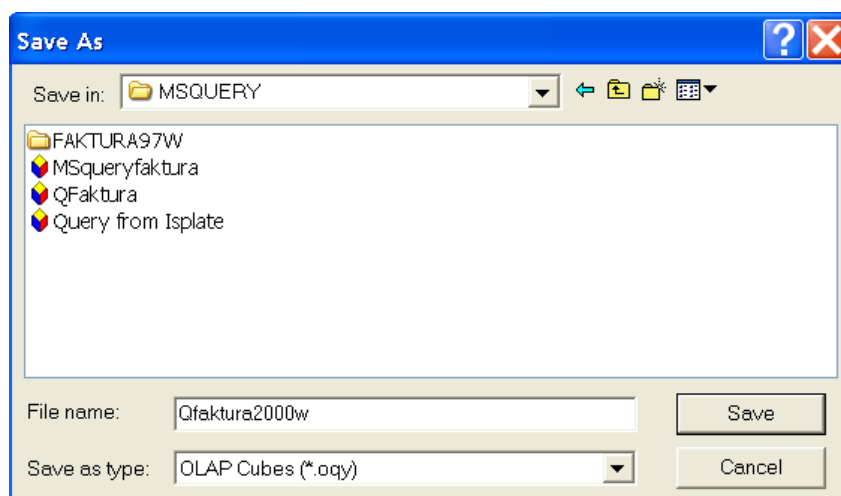 Save As
Save in: MSQUERY
FAKTURA97W
MSqueryfaktura
QFaktura
Query from Isplate
File name: Qfaktura2000w Save
Save as type: OLAP Cubes (*.oqy) Cancel